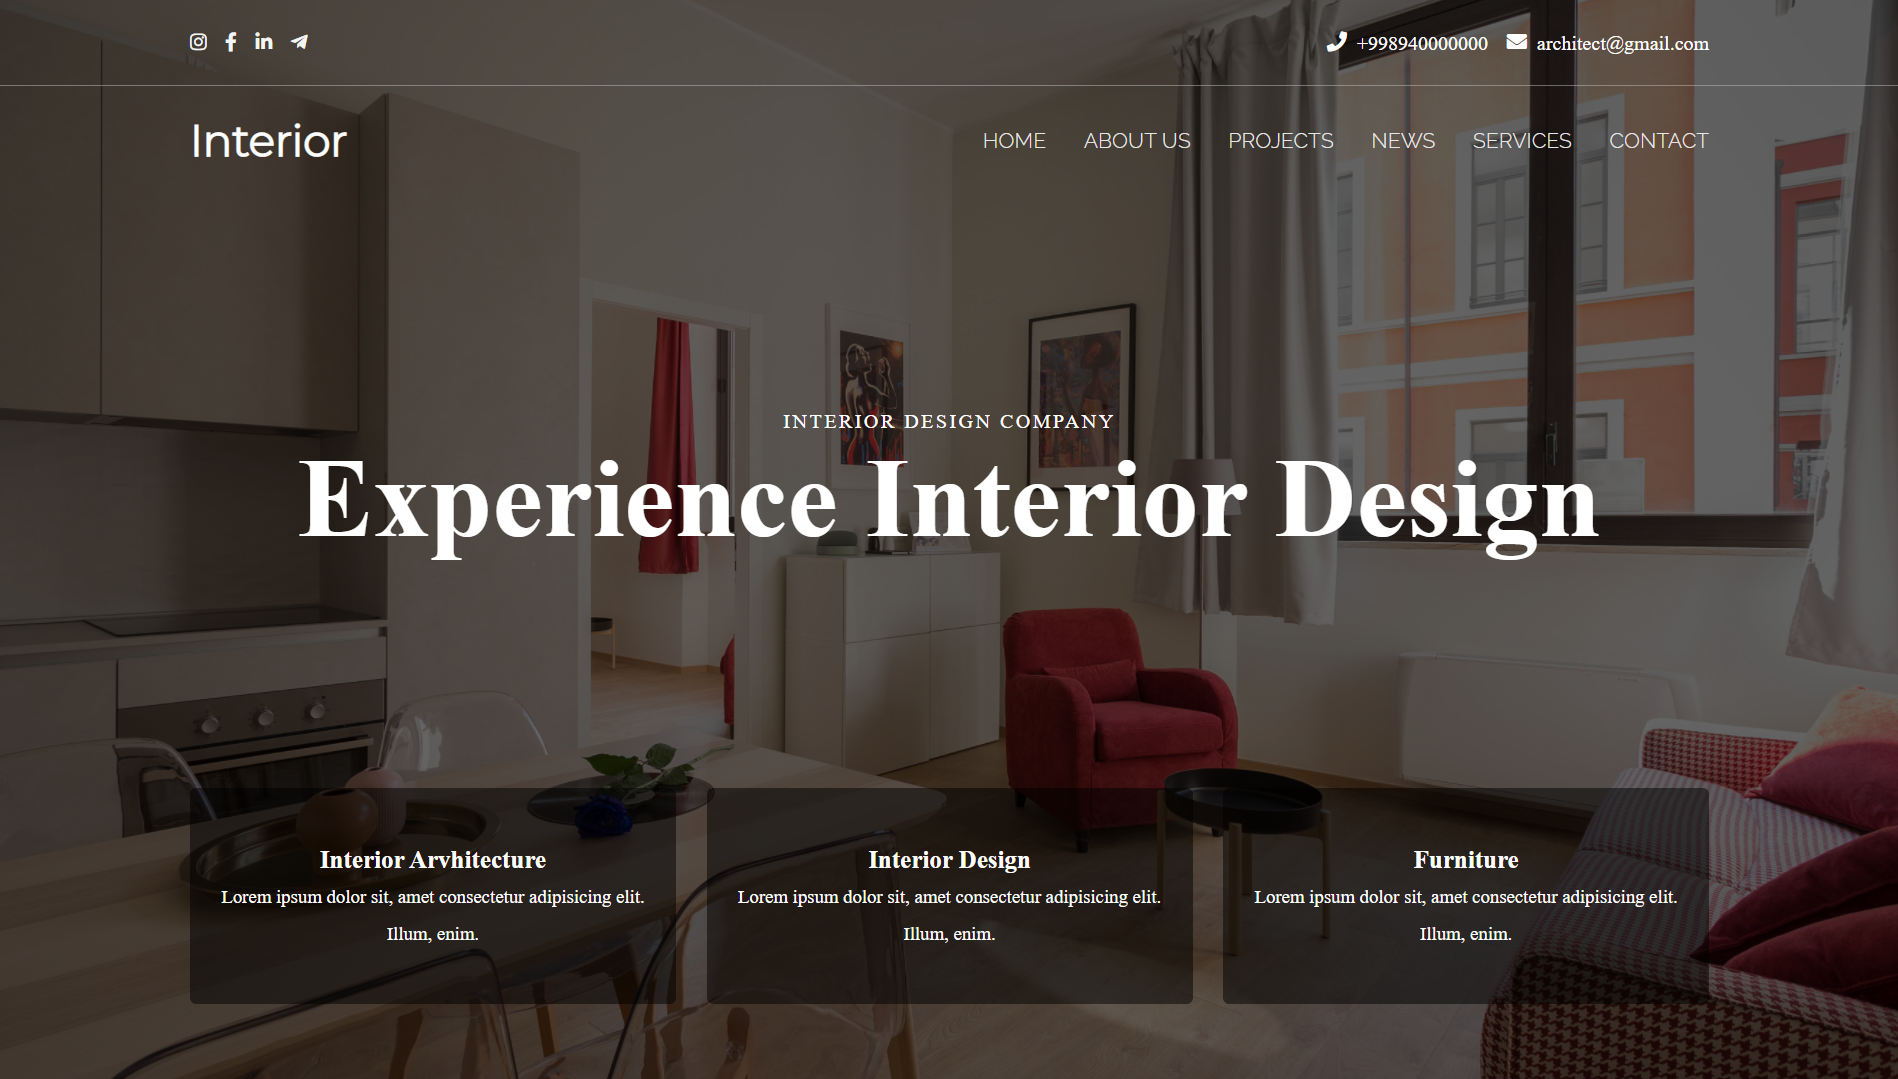 +998940000000 architect@gmail.com
Interior
HOME ABOUT US PROJECTS NEWS SERVICES CONTACT
INTERIOR DESIGN COMPANY
Experience Interior Design
Interior Arvhitecture
Lorem ipsum dolor sit, amet consectetur adipisicing elit.
Illum, enim.
Interior Design
Lorem ipsum dolor sit, amet consectetur adipisicing elit.
Illum, enim.
Furniture
Lorem ipsum dolor sit, amet consectetur adipisicing elit.
Illum, enim.